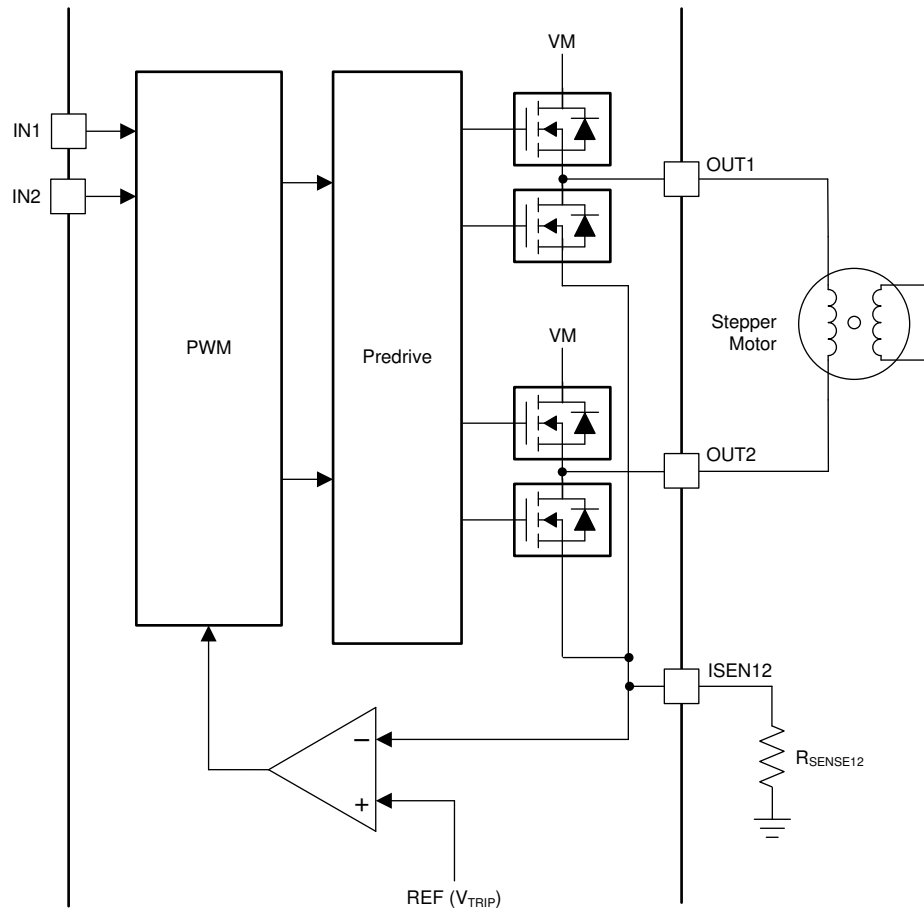 VM
IN1
OUT1
IN2
Stepper
Motor
PWM
Predrive
VM
OUT2
ISEN12
−
+
RSENSE12
REF (VTRIP)